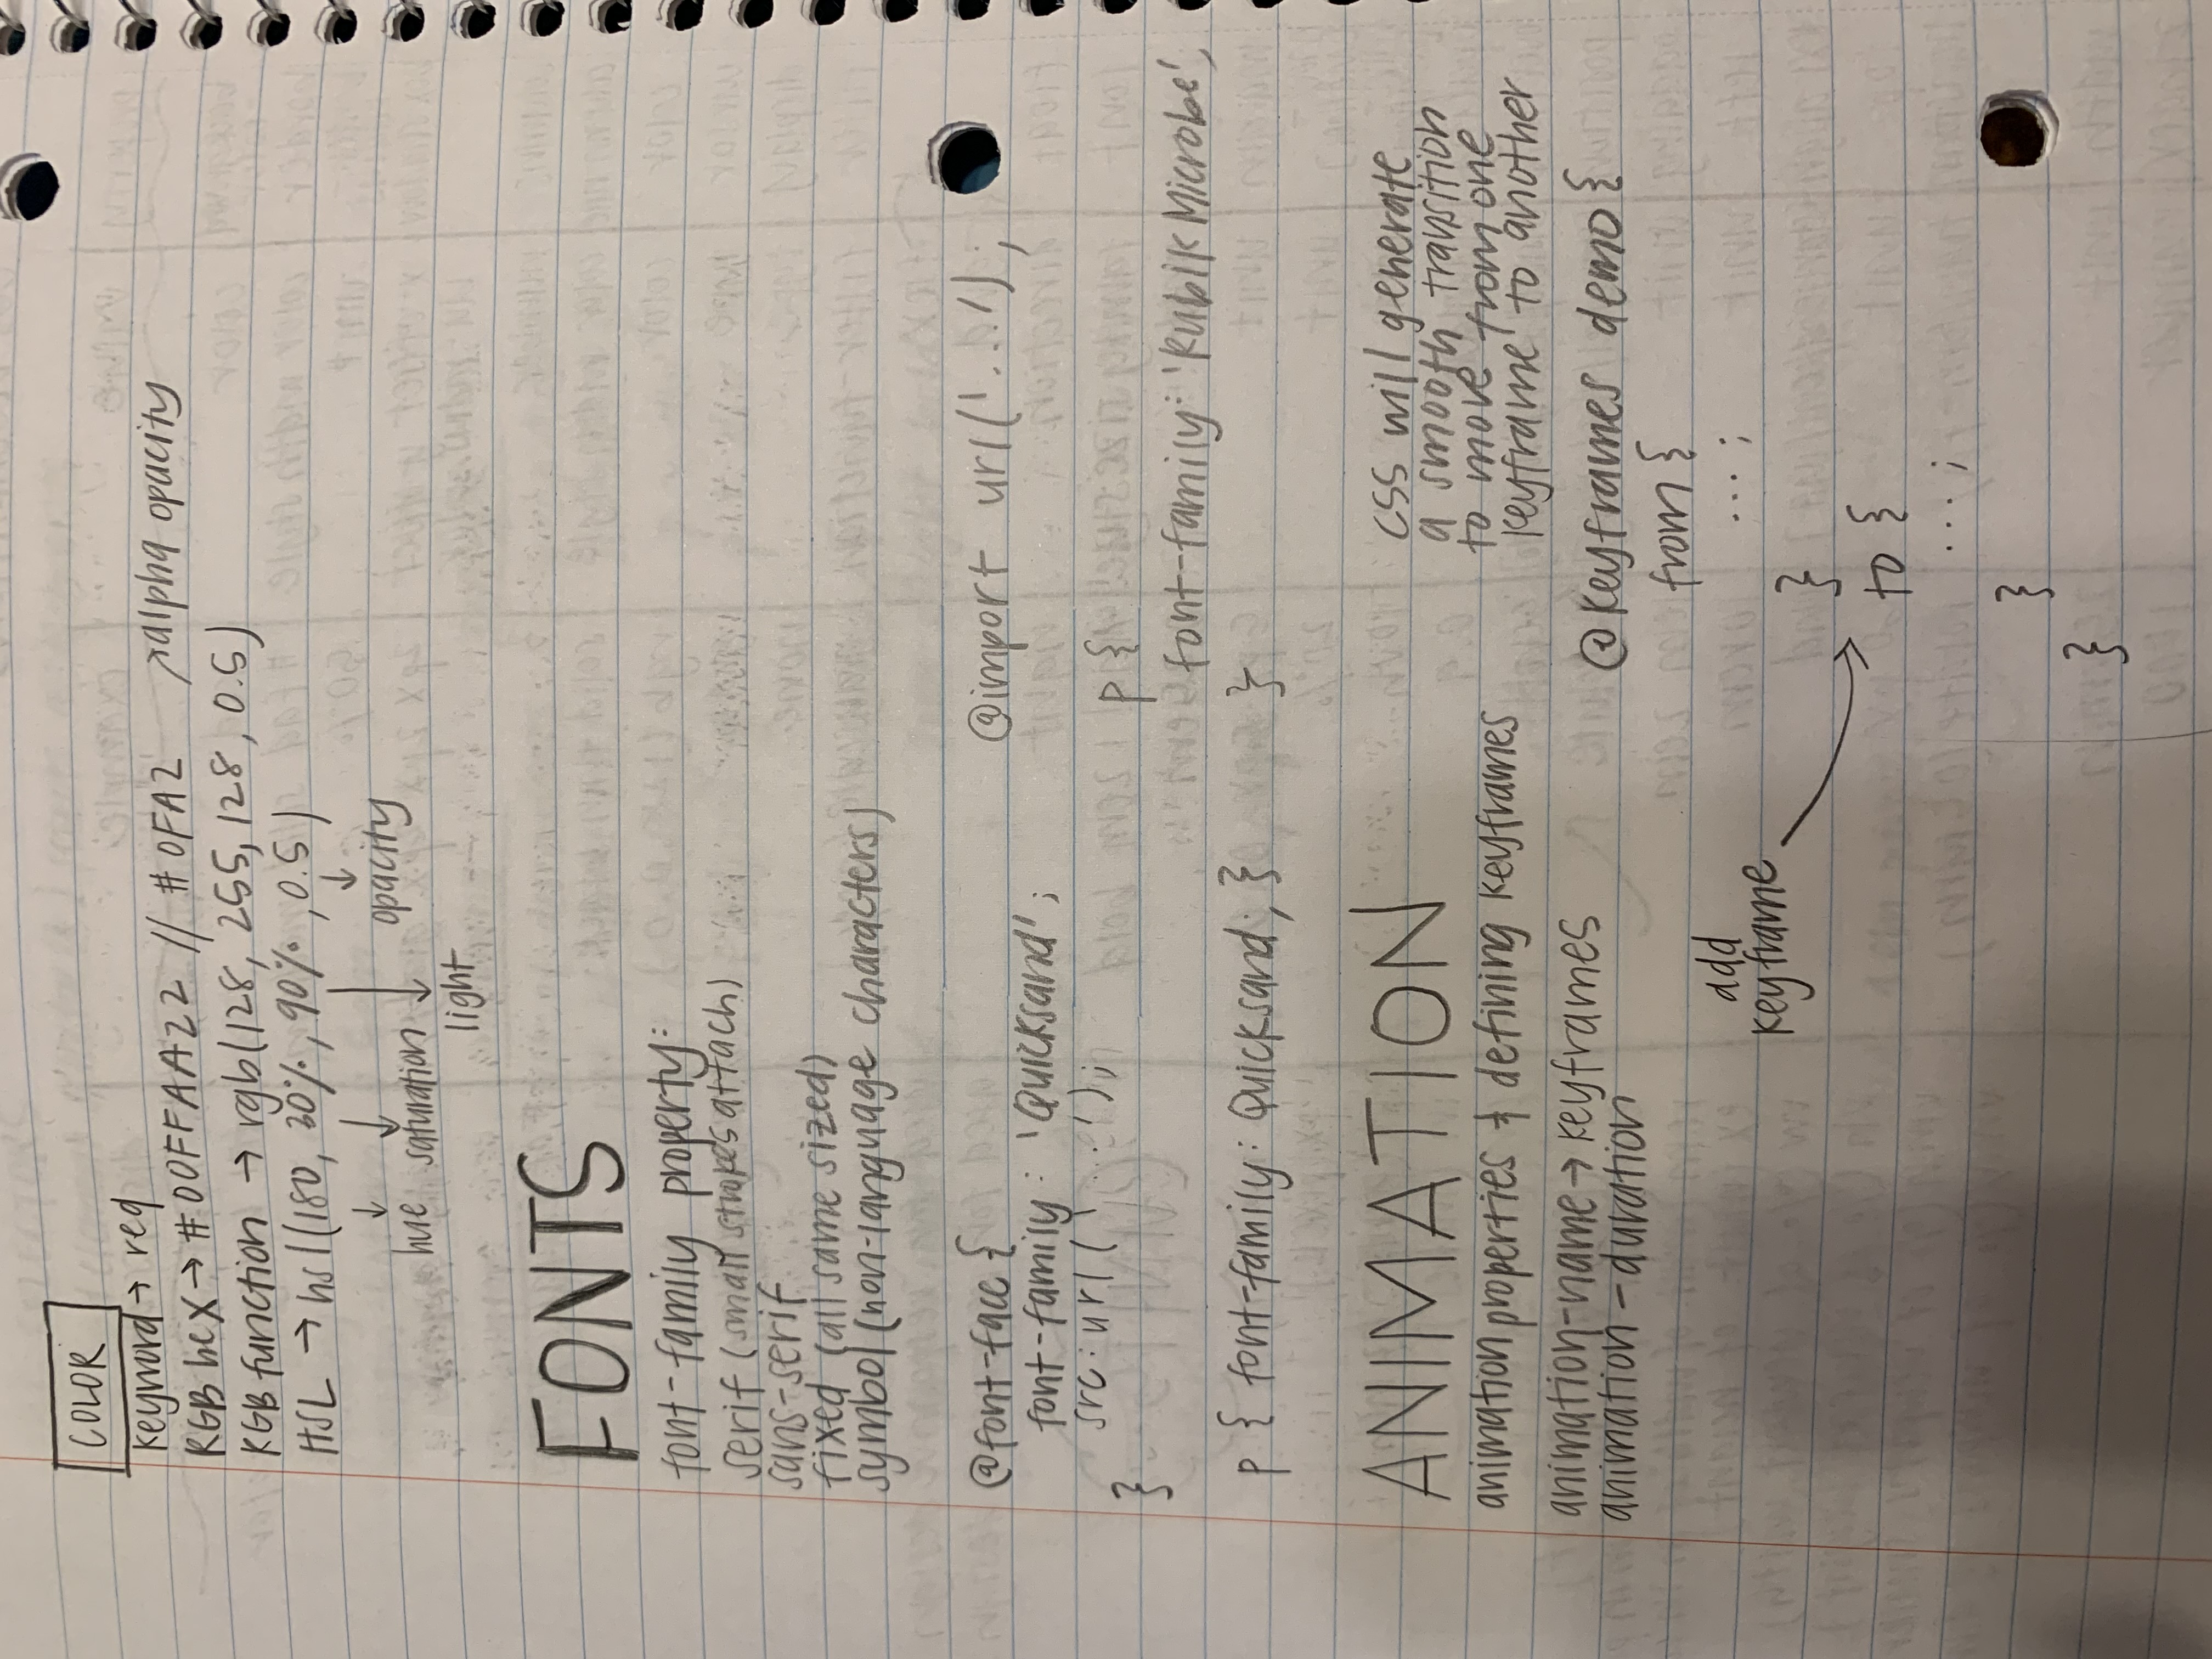 COLOR
keyword → red
RGB hex → #00FFAA22 // #0FA2
↗alpha opacity
RGB function → rgb(128, 255, 128, 0.5)
HSL → hsl(180, 30%, 90%, 0.5)
↓ ↓ ↓ ↓
hue saturation light opacity
FONTS
font-family property:
serif (small strokes attach)
sans-serif
fixed (all same sized)
symbol (non-language characters)
@font-face {
font-family: 'Quicksand';
src: url('...');
}
p { font-family: Quicksand; }
@import url('...');
p {
font-family: 'Rubik Microbe';
}
ANIMATION
animation properties & defining keyframes
animation-name → keyframes
animation-duration
CSS will generate
a smooth transition
to move from one
keyframe to another
add
keyframe
@keyframes demo {
from {
...;
}
to {
...;
}
}